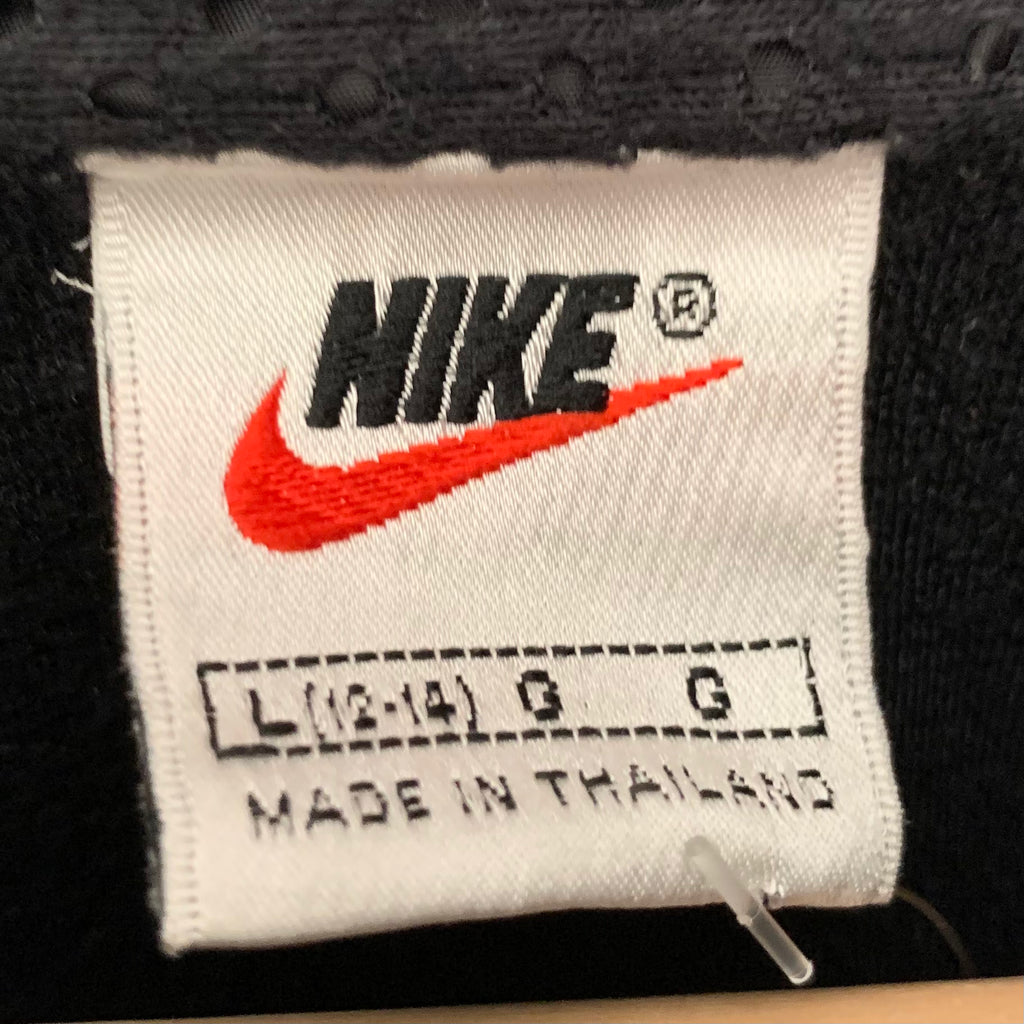 NIKE®
L (12-14) G G
MADE IN THAILAND